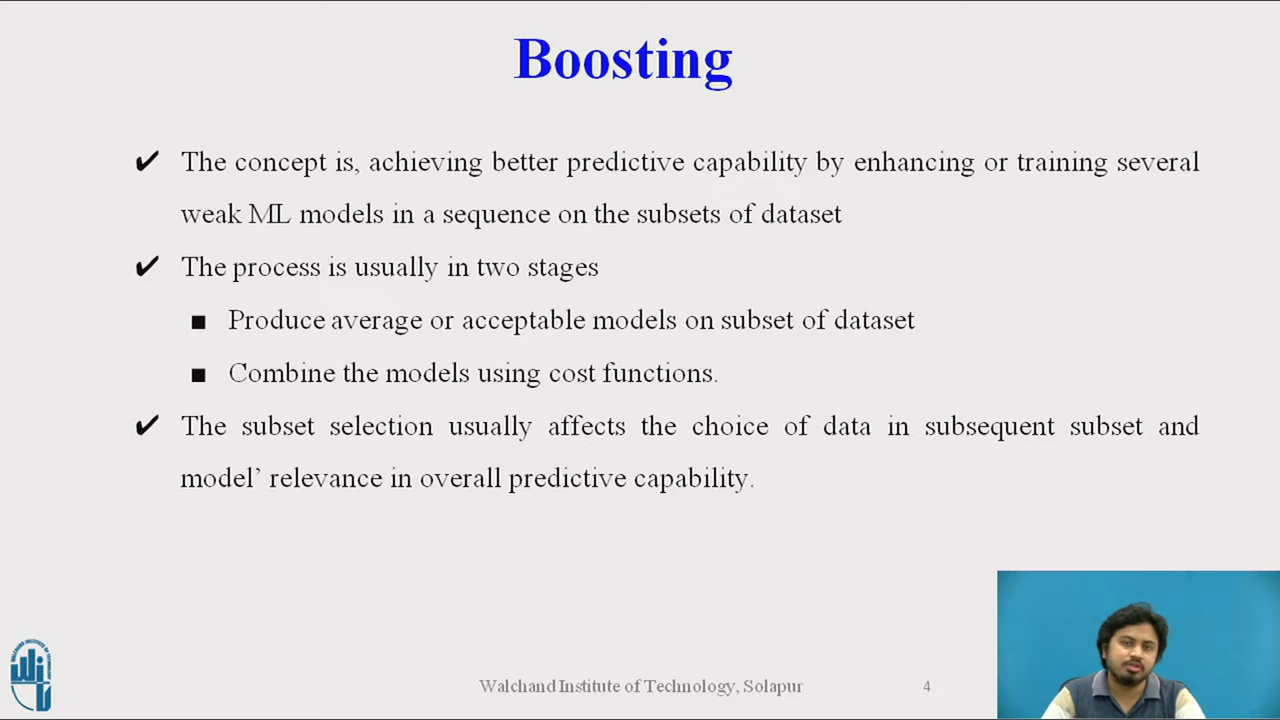 Boosting
✔ The concept is, achieving better predictive capability by enhancing or training several
weak ML models in a sequence on the subsets of dataset
✔ The process is usually in two stages
■ Produce average or acceptable models on subset of dataset
■ Combine the models using cost functions.
✔ The subset selection usually affects the choice of data in subsequent subset and
model’ relevance in overall predictive capability.
Walchand Institute of Technology, Solapur 4